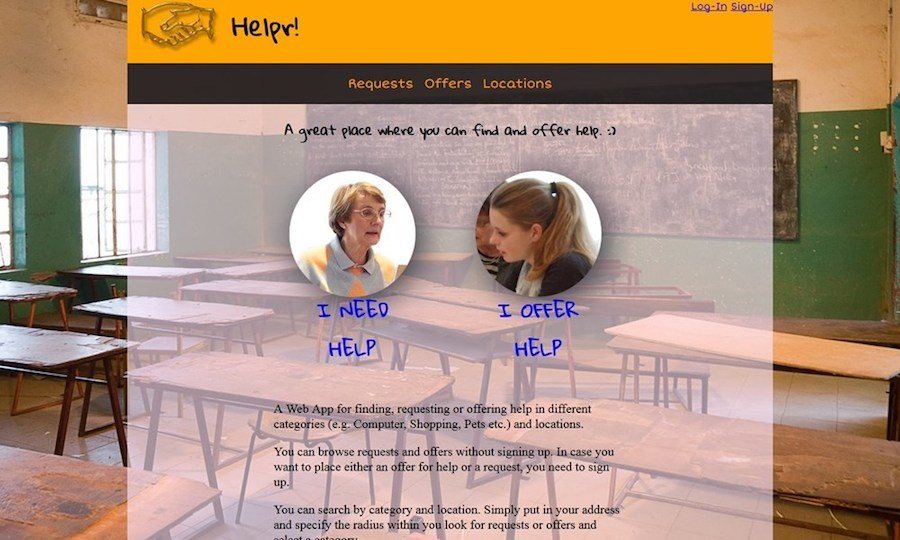 Helpr!
Log-In Sign-Up
Requests Offers Locations
A great place where you can find and offer help. :)
I NEED
HELP
I OFFER
HELP
A Web App for finding, requesting or offering help in different
categories (e.g. Computer, Shopping, Pets etc.) and locations.
You can browse requests and offers without signing up. In case you
want to place either an offer for help or a request, you need to sign
up.
You can search by category and location. Simply put in your address
and specify the radius within you look for requests or offers and
select a category.